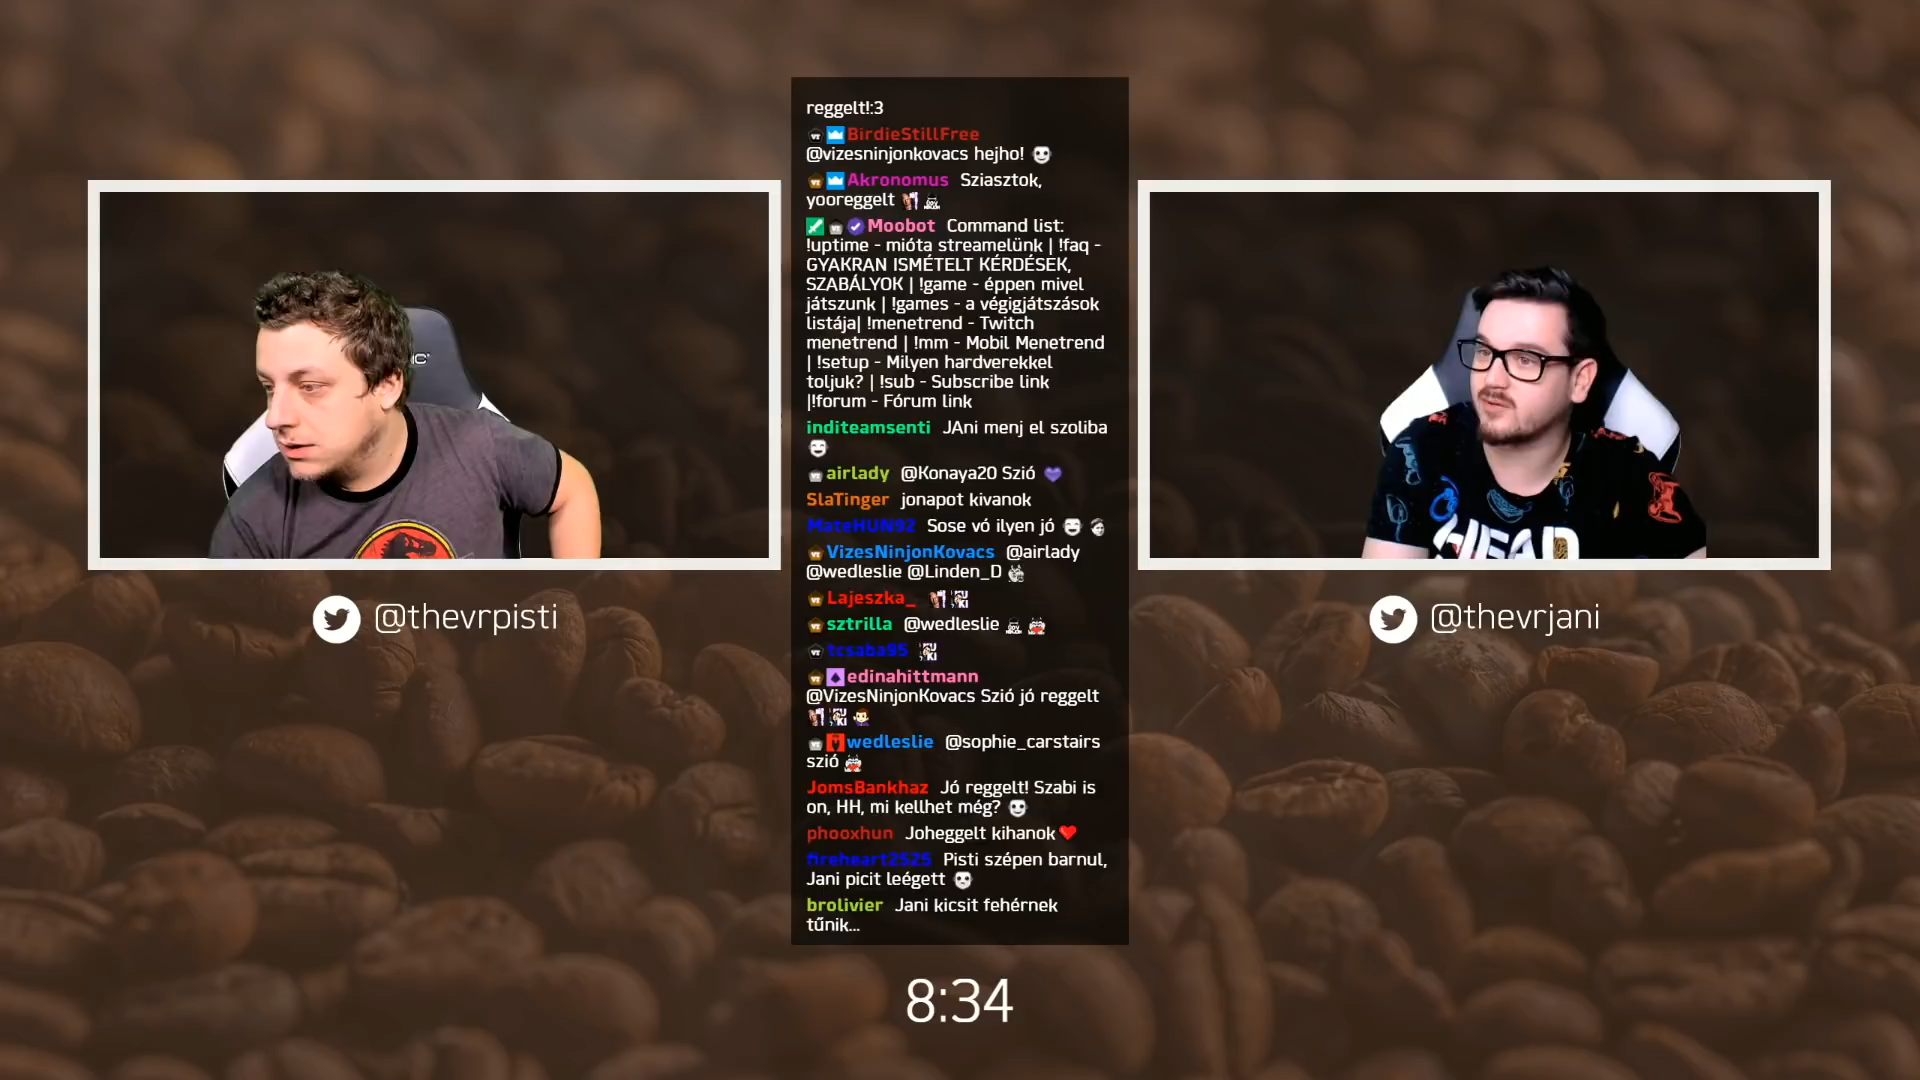 reggelt!:3
BirdieStillFree
@vizesninjonkovacs hejho!
Akronomus Sziasztok,
yooreggelt
Moobot Command list:
!uptime - mióta streamelünk | !faq -
GYAKRAN ISMÉTELT KÉRDÉSEK,
SZABÁLYOK | !game - éppen mivel
játszunk | !games - a végigjátszások
listája| !menetrend - Twitch
menetrend | !mm - Mobil Menetrend
| !setup - Milyen hardverekkel
toljuk? | !sub - Subscribe link
|!forum - Fórum link
inditeamsenti JAni menj el szoliba
airlady @Konaya20 Szió
SlaTinger jonapot kivanok
MateHUN92 Sose vó ilyen jó
VizesNinjonKovacs @airlady
@wedleslie @Linden_D
Lajeszka_
sztrilla @wedleslie
tcsaba95
edinahittmann
@VizesNinjonKovacs Szió jó reggelt
wedleslie @sophie_carstairs
szió
JomsBankhaz Jó reggelt! Szabi is
on, HH, mi kellhet még?
phooxhun Joheggelt kihanok
fireheart2525 Pisti szépen barnul,
Jani picit leégett
brolivier Jani kicsit fehérnek
tűnik...
@thevrpisti
@thevrjani
HEAD
8:34